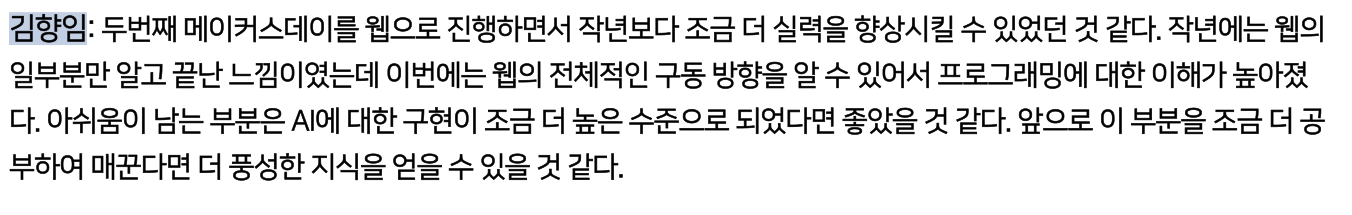 김향임: 두번째 메이커스데이를 웹으로 진행하면서 작년보다 조금 더 실력을 향상시킬 수 있었던 것 같다. 작년에는 웹의
일부분만 알고 끝난 느낌이였는데 이번에는 웹의 전체적인 구동 방향을 알 수 있어서 프로그래밍에 대한 이해가 높아졌
다. 아쉬움이 남는 부분은 AI에 대한 구현이 조금 더 높은 수준으로 되었다면 좋았을 것 같다. 앞으로 이 부분을 조금 더 공
부하여 매꾼다면 더 풍성한 지식을 얻을 수 있을 것 같다.